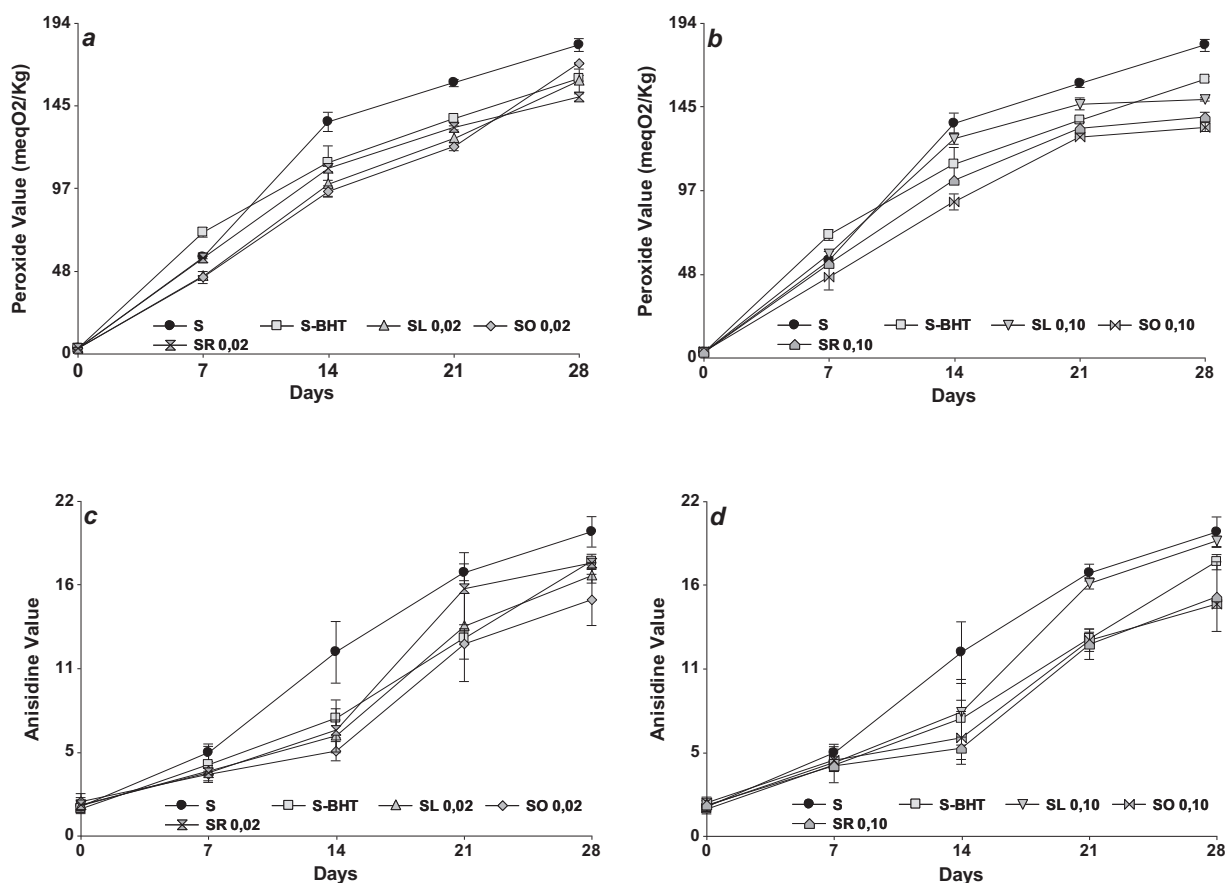 a
194
145
97
48
0
Peroxide Value (meqO2/Kg)
S S-BHT SL 0,02 SO 0,02
SR 0,02
0 7 14 21 28
Days
b
194
145
97
48
0
Peroxide Value (meqO2/Kg)
S S-BHT SL 0,10 SO 0,10
SR 0,10
0 7 14 21 28
Days
c
22
16
11
5
0
Anisidine Value
S S-BHT SL 0,02 SO 0,02
SR 0,02
0 7 14 21 28
Days
d
22
16
11
5
0
Anisidine Value
S S-BHT SL 0,10 SO 0,10
SR 0,10
0 7 14 21 28
Days